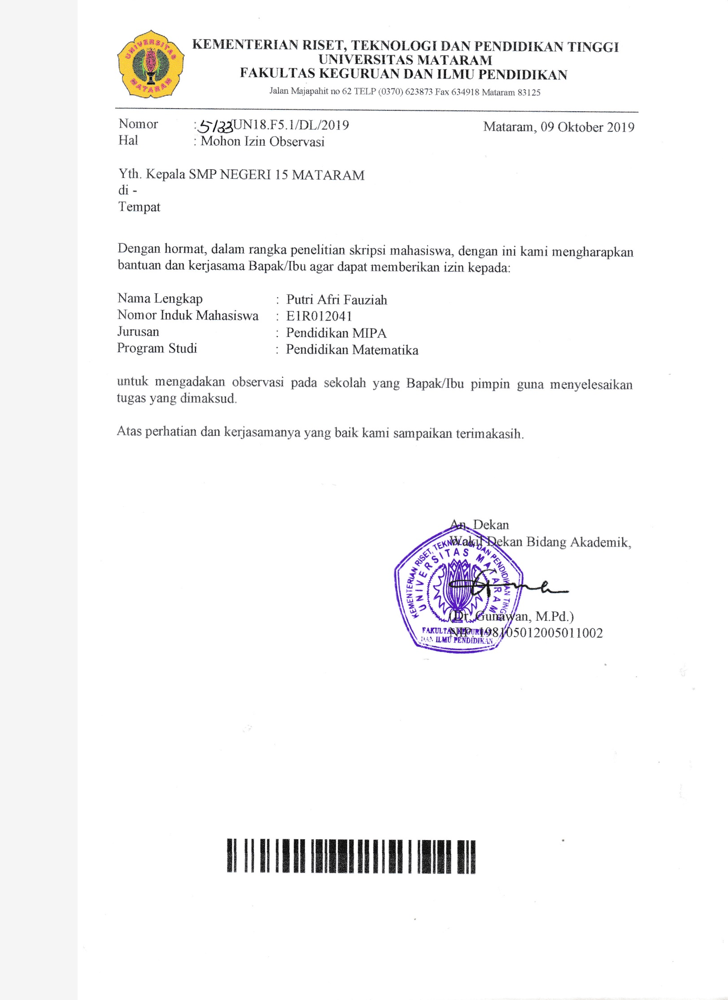 UNIVERSITAS
MATARAM
KEMENTERIAN RISET, TEKNOLOGI DAN PENDIDIKAN TINGGI
UNIVERSITAS MATARAM
FAKULTAS KEGURUAN DAN ILMU PENDIDIKAN
Jalan Majapahit no 62 TELP (0370) 623873 Fax 634918 Mataram 83125
Nomor : 5133/UN18.F5.1/DL/2019 Mataram, 09 Oktober 2019
Hal : Mohon Izin Observasi
Yth. Kepala SMP NEGERI 15 MATARAM
di -
Tempat
Dengan hormat, dalam rangka penelitian skripsi mahasiswa, dengan ini kami mengharapkan
bantuan dan kerjasama Bapak/Ibu agar dapat memberikan izin kepada:
Nama Lengkap : Putri Afri Fauziah
Nomor Induk Mahasiswa : E1R012041
Jurusan : Pendidikan MIPA
Program Studi : Pendidikan Matematika
untuk mengadakan observasi pada sekolah yang Bapak/Ibu pimpin guna menyelesaikan
tugas yang dimaksud.
Atas perhatian dan kerjasamanya yang baik kami sampaikan terimakasih.
An. Dekan
Wakil Dekan Bidang Akademik,
KEMENTERIAN RISET, TEKNOLOGI DAN PENDIDIKAN TINGGI
UNIVERSITAS MATARAM
FAKULTAS KEGURUAN
DAN ILMU PENDIDIKAN
(Dr. Gunawan, M.Pd.)
NIP. 198105012005011002